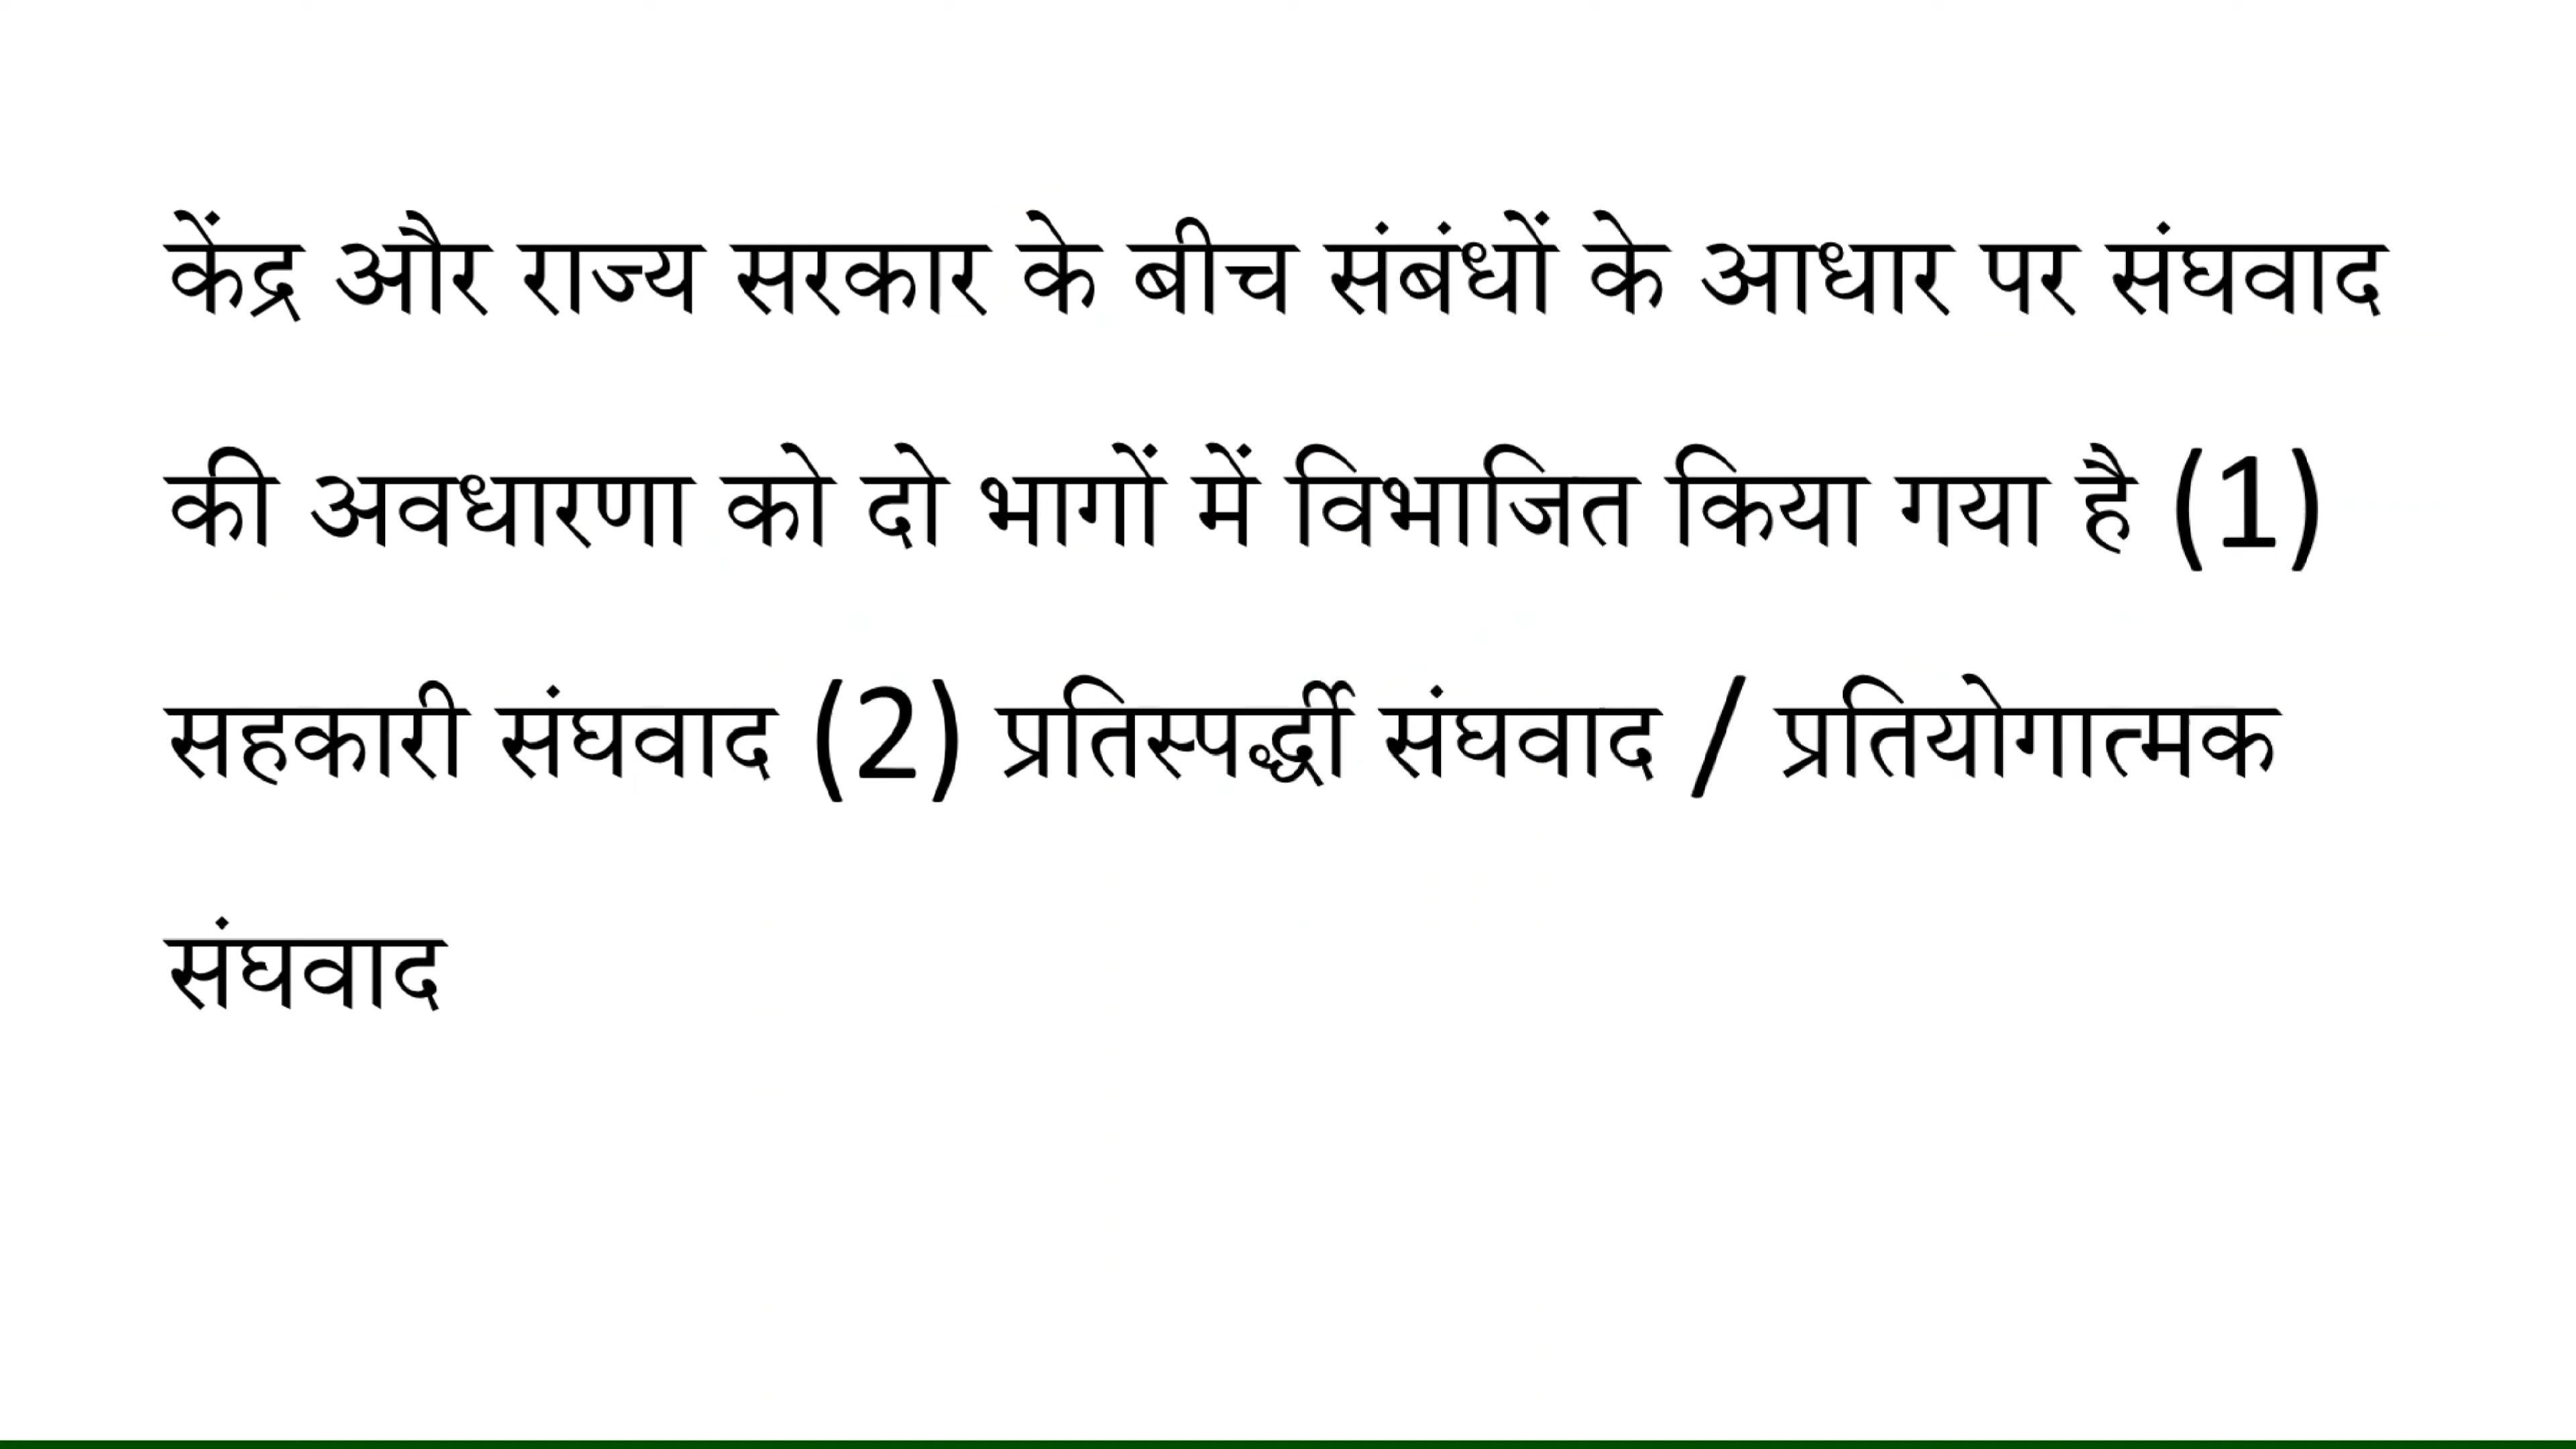 केंद्र और राज्य सरकार के बीच संबंधों के आधार पर संघवाद
की अवधारणा को दो भागों में विभाजित किया गया है (1)
सहकारी संघवाद (2) प्रतिस्पर्द्धी संघवाद / प्रतियोगात्मक
संघवाद